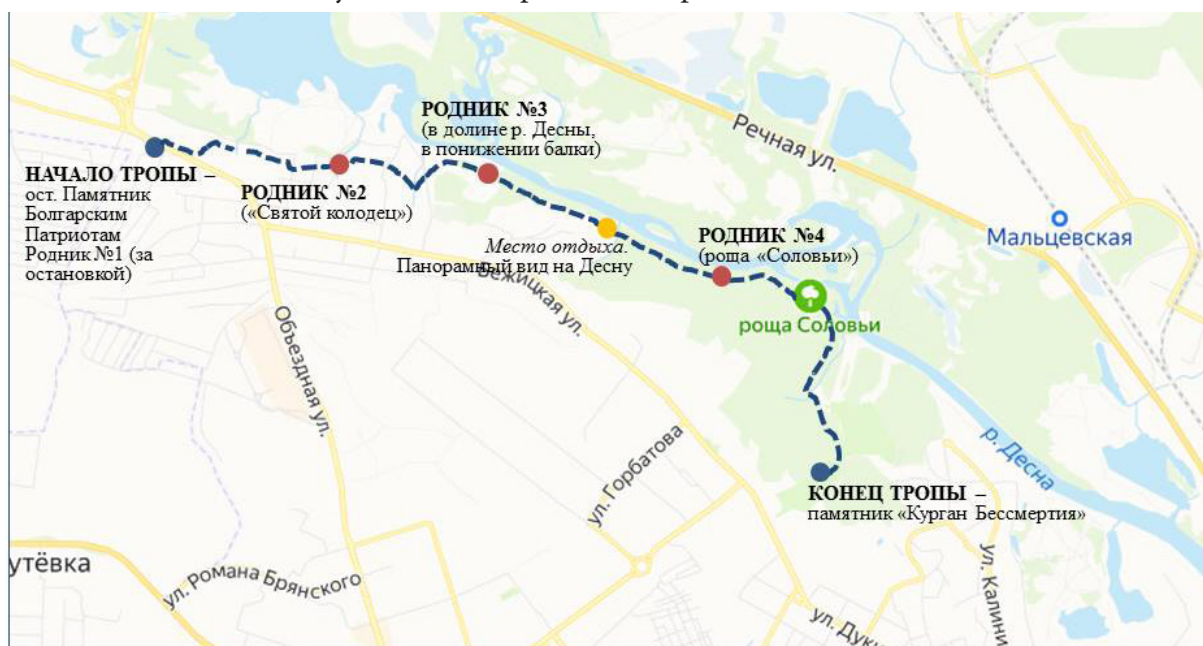 РОДНИК №3
(в долине р. Десны,
в понижении балки)
Речная ул.
НАЧАЛО ТРОПЫ –
ост. Памятник
Болгарским
Патриотам
Родник №1 (за
остановкой)
РОДНИК №2
(«Святой колодец»)
Место отдыха.
Панорамный вид на Десну
РОДНИК №4
(роща «Соловьи»)
Мальцевская
Бежицкая ул.
роща Соловьи
Объездная ул.
р. Десна
ул. Горбатова
КОНЕЦ ТРОПЫ –
памятник «Курган Бессмертия»
утёвка
ул. Романа Брянского
ул. Калини
ул. Дук